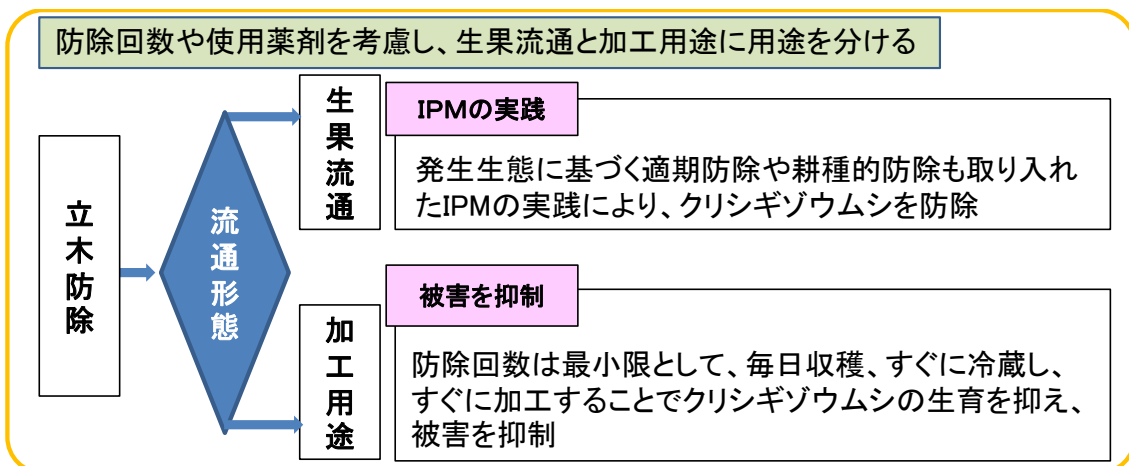 防除回数や使用薬剤を考慮し、生果流通と加工用途に用途を分ける
立木防除
流通形態
生果流通
IPMの実践
発生生態に基づく適期防除や耕種的防除も取り入れ
たIPMの実践により、クリシギゾウムシを防除
加工用途
被害を抑制
防除回数は最小限として、毎日収穫、すぐに冷蔵し、
すぐに加工することでクリシギゾウムシの生育を抑え、
被害を抑制